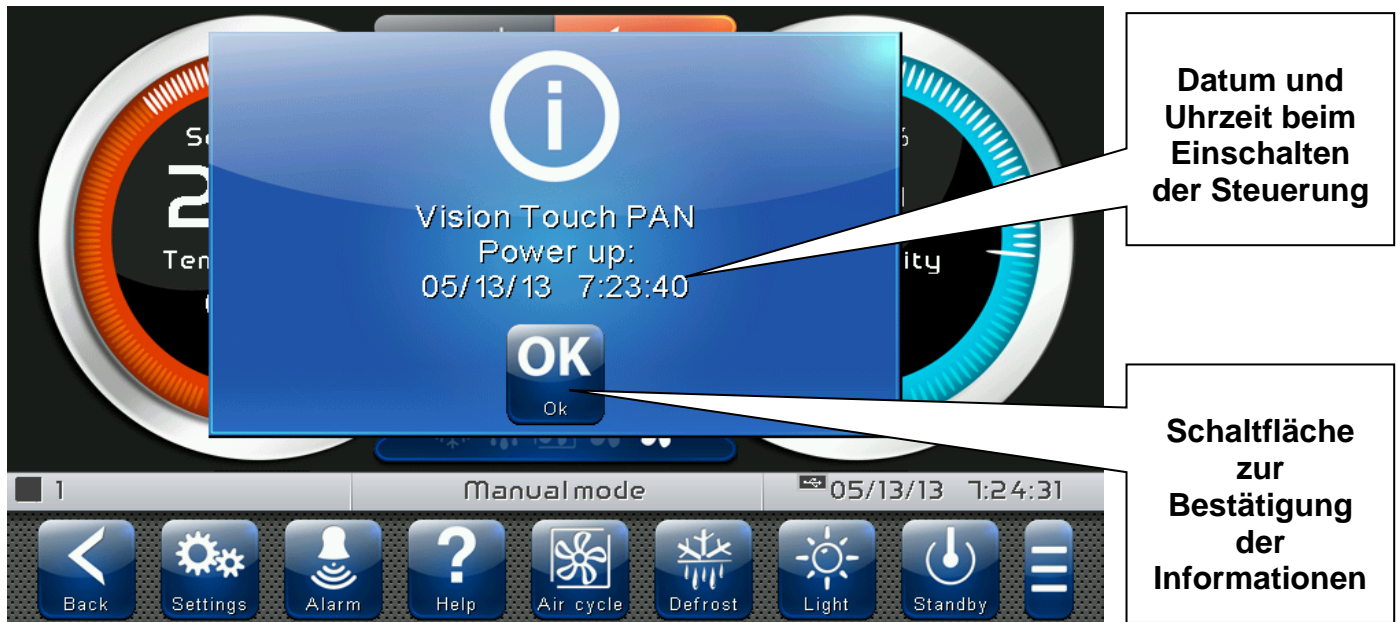 Vision Touch PAN
Power up:
05/13/13 7:23:40
OK
Ok
Datum und
Uhrzeit beim
Einschalten
der Steuerung
Schaltfläche
zur
Bestätigung
der
Informationen
1
Manual mode
05/13/13 7:24:31
Back
Settings
Alarm
?
Help
Air cycle
Defrost
Light
Standby